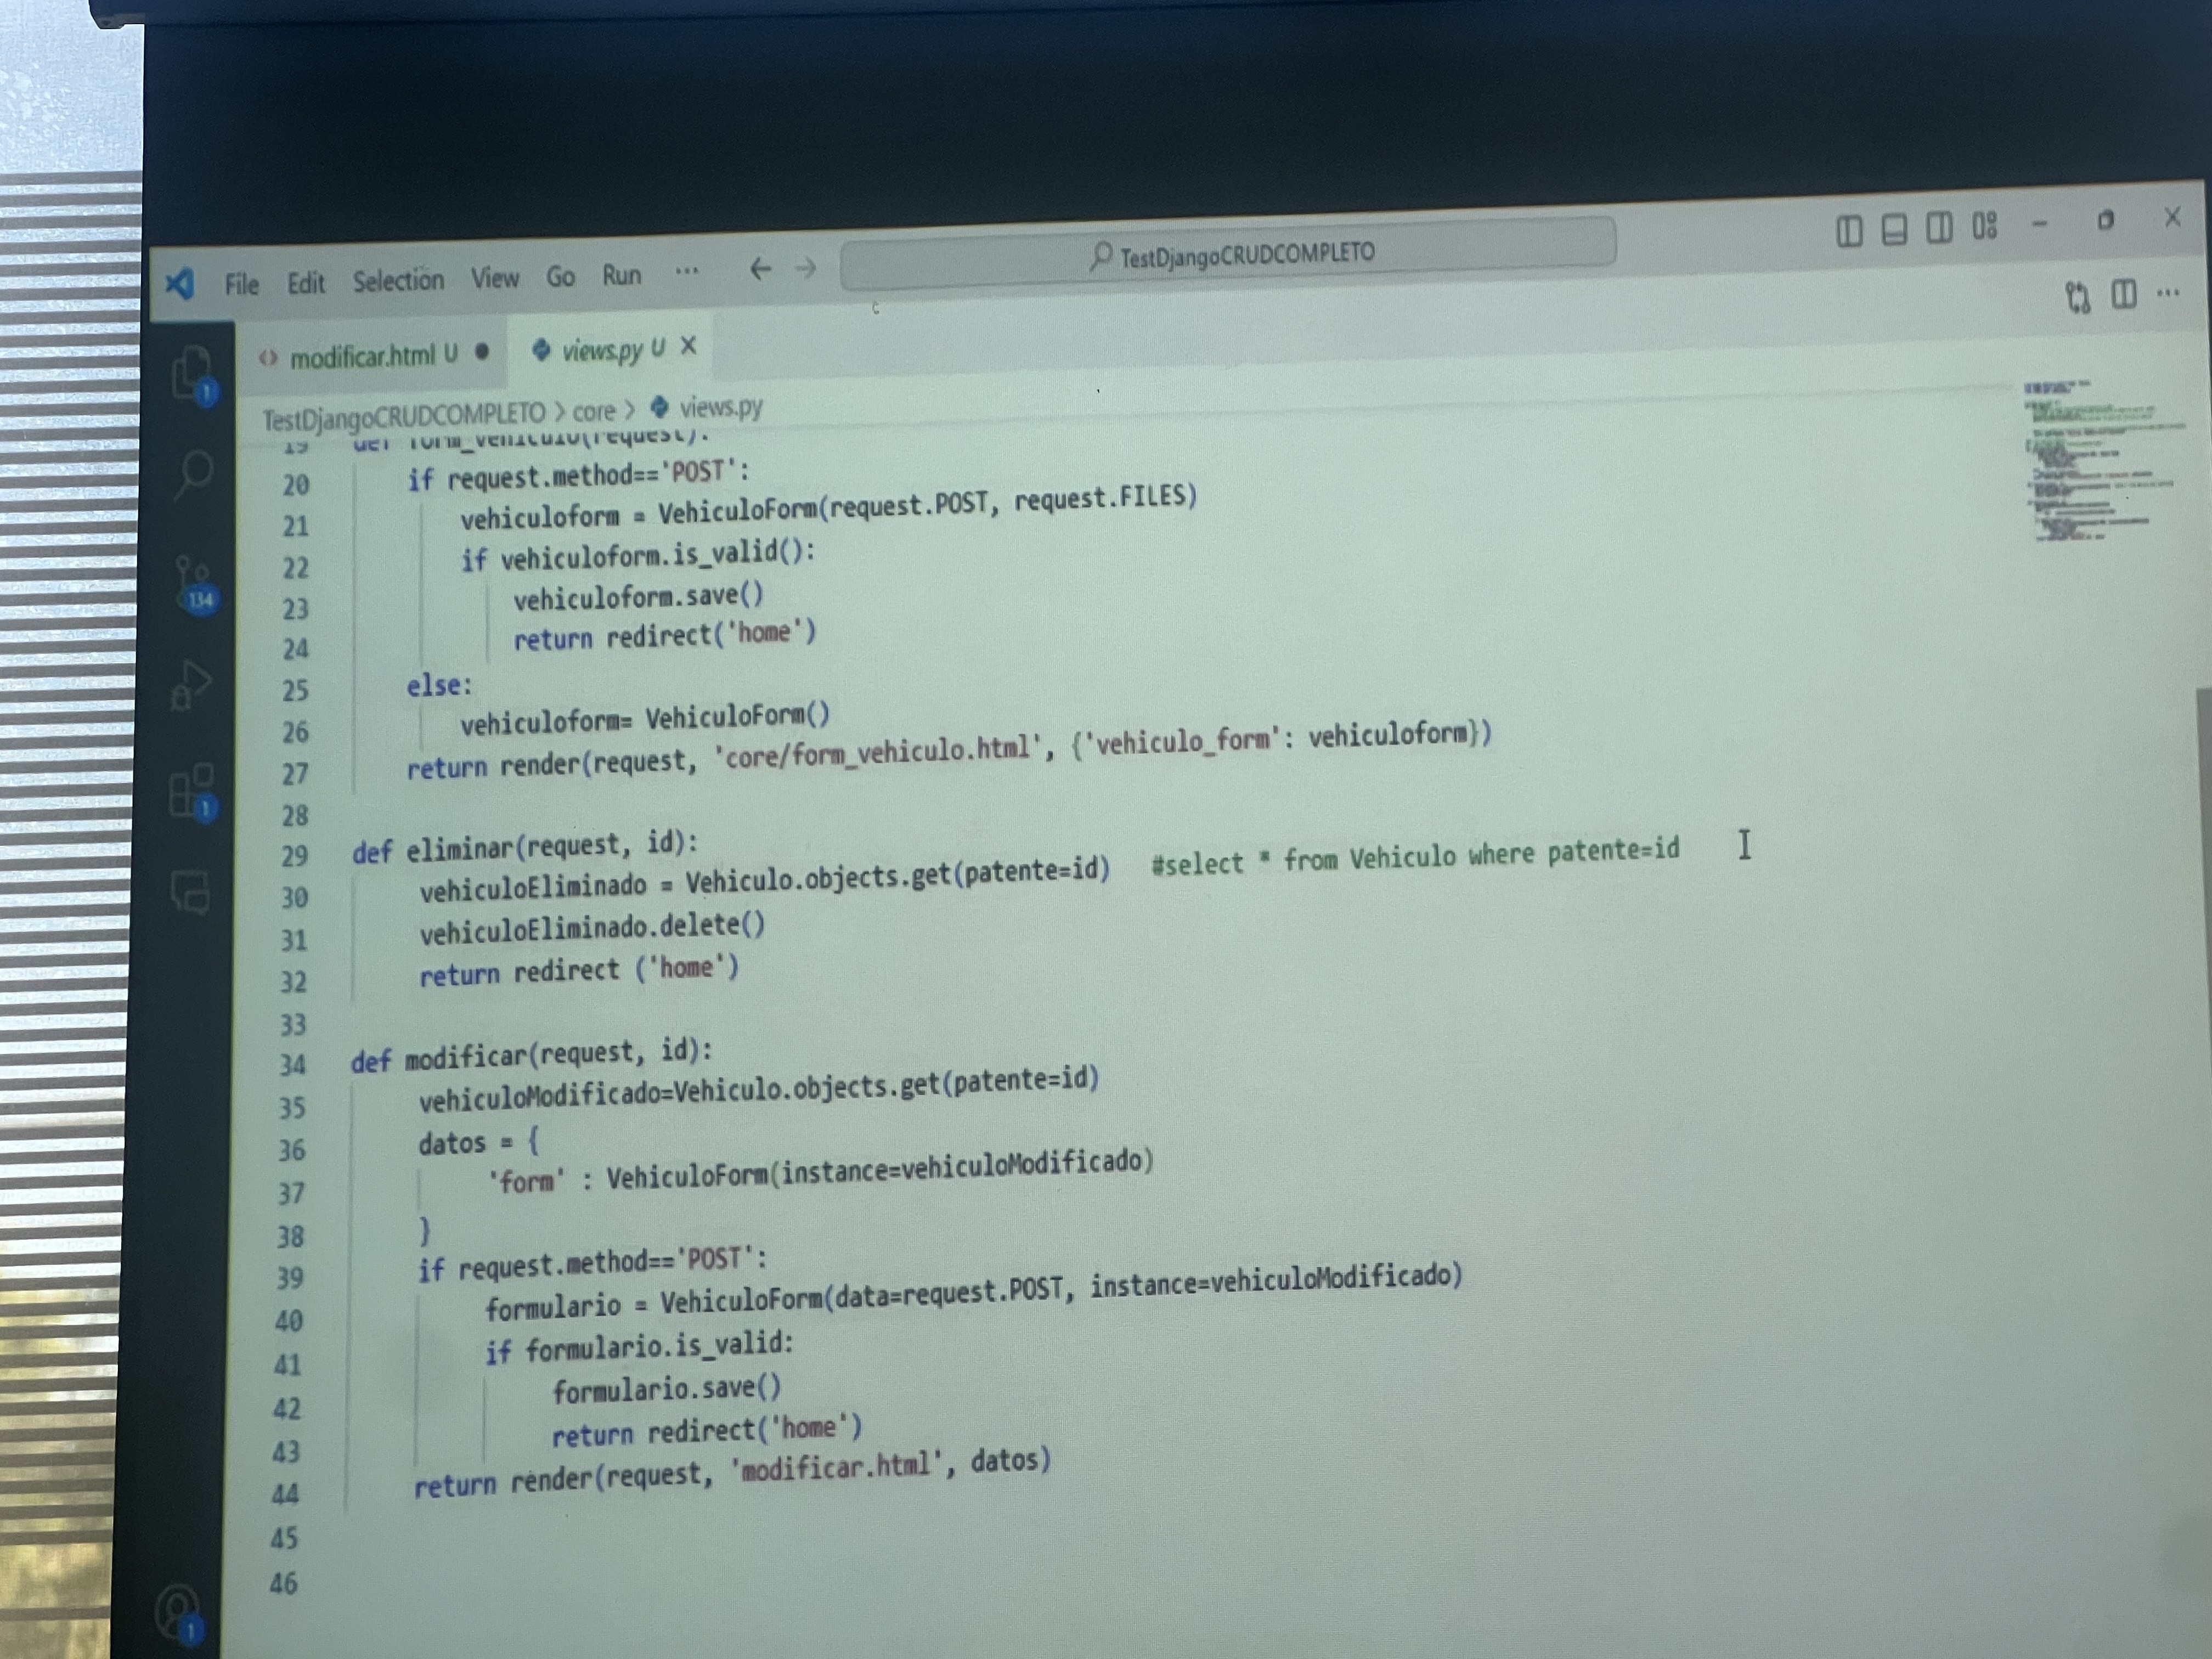 File Edit Selection View Go Run ... TestDjangoCRUDCOMPLETO
modificar.html U views.py U
TestDjangoCRUDCOMPLETO > core > views.py
19 def form_vehiculo(request):
20 if request.method=='POST':
21 vehiculoform = VehiculoForm(request.POST, request.FILES)
22 if vehiculoform.is_valid():
23 vehiculoform.save()
24 return redirect('home')
25 else:
26 vehiculoform= VehiculoForm()
27 return render(request, 'core/form_vehiculo.html', {'vehiculo_form': vehiculoform})
28
29 def eliminar(request, id):
30 vehiculoEliminado = Vehiculo.objects.get(patente=id) #select * from Vehiculo where patente=id
31 vehiculoEliminado.delete()
32 return redirect ('home')
33
34 def modificar(request, id):
35 vehiculoModificado=Vehiculo.objects.get(patente=id)
36 datos = {
37 'form' : VehiculoForm(instance=vehiculoModificado)
38 }
39 if request.method=='POST':
40 formulario = VehiculoForm(data=request.POST, instance=vehiculoModificado)
41 if formulario.is_valid:
42 formulario.save()
43 return redirect('home')
44 return render(request, 'modificar.html', datos)
45
46
1
134
1
1